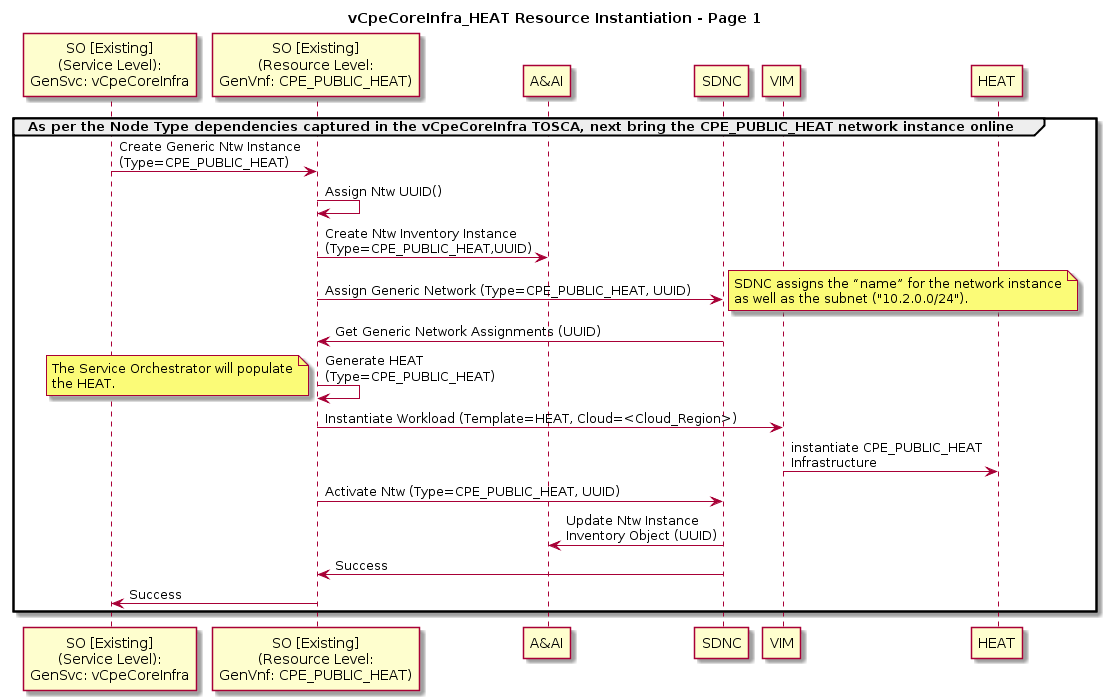 vCpeCoreInfra_HEAT Resource Instantiation - Page 1
SO [Existing]
(Service Level):
GenSvc: vCpeCoreInfra
SO [Existing]
(Resource Level:
GenVnf: CPE_PUBLIC_HEAT)
A&AI
SDNC
VIM
HEAT
As per the Node Type dependencies captured in the vCpeCoreInfra TOSCA, next bring the CPE_PUBLIC_HEAT network instance online
Create Generic Ntw Instance
(Type=CPE_PUBLIC_HEAT)
Assign Ntw UUID()
Create Ntw Inventory Instance
(Type=CPE_PUBLIC_HEAT,UUID)
Assign Generic Network (Type=CPE_PUBLIC_HEAT, UUID)
SDNC assigns the “name” for the network instance
as well as the subnet ("10.2.0.0/24").
Get Generic Network Assignments (UUID)
The Service Orchestrator will populate
the HEAT.
Generate HEAT
(Type=CPE_PUBLIC_HEAT)
Instantiate Workload (Template=HEAT, Cloud=<Cloud_Region>)
instantiate CPE_PUBLIC_HEAT
Infrastructure
Activate Ntw (Type=CPE_PUBLIC_HEAT, UUID)
Update Ntw Instance
Inventory Object (UUID)
Success
Success
SO [Existing]
(Service Level):
GenSvc: vCpeCoreInfra
SO [Existing]
(Resource Level:
GenVnf: CPE_PUBLIC_HEAT)
A&AI
SDNC
VIM
HEAT